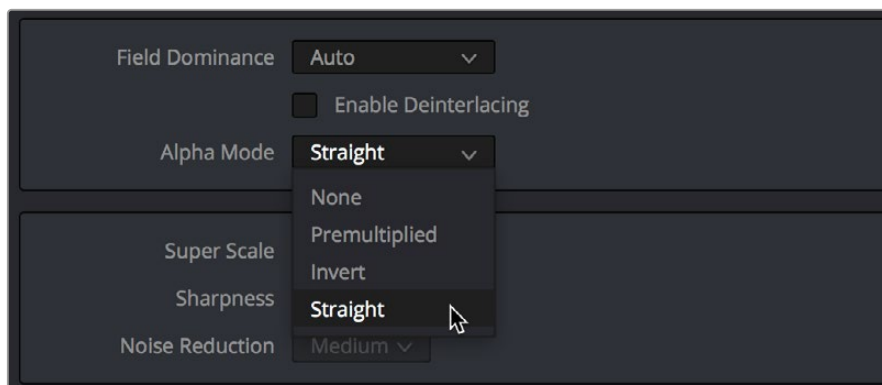 Field Dominance Auto
Enable Deinterlacing
Alpha Mode Straight
None
Premultiplied
Super Scale
Invert
Sharpness Straight
Noise Reduction Medium